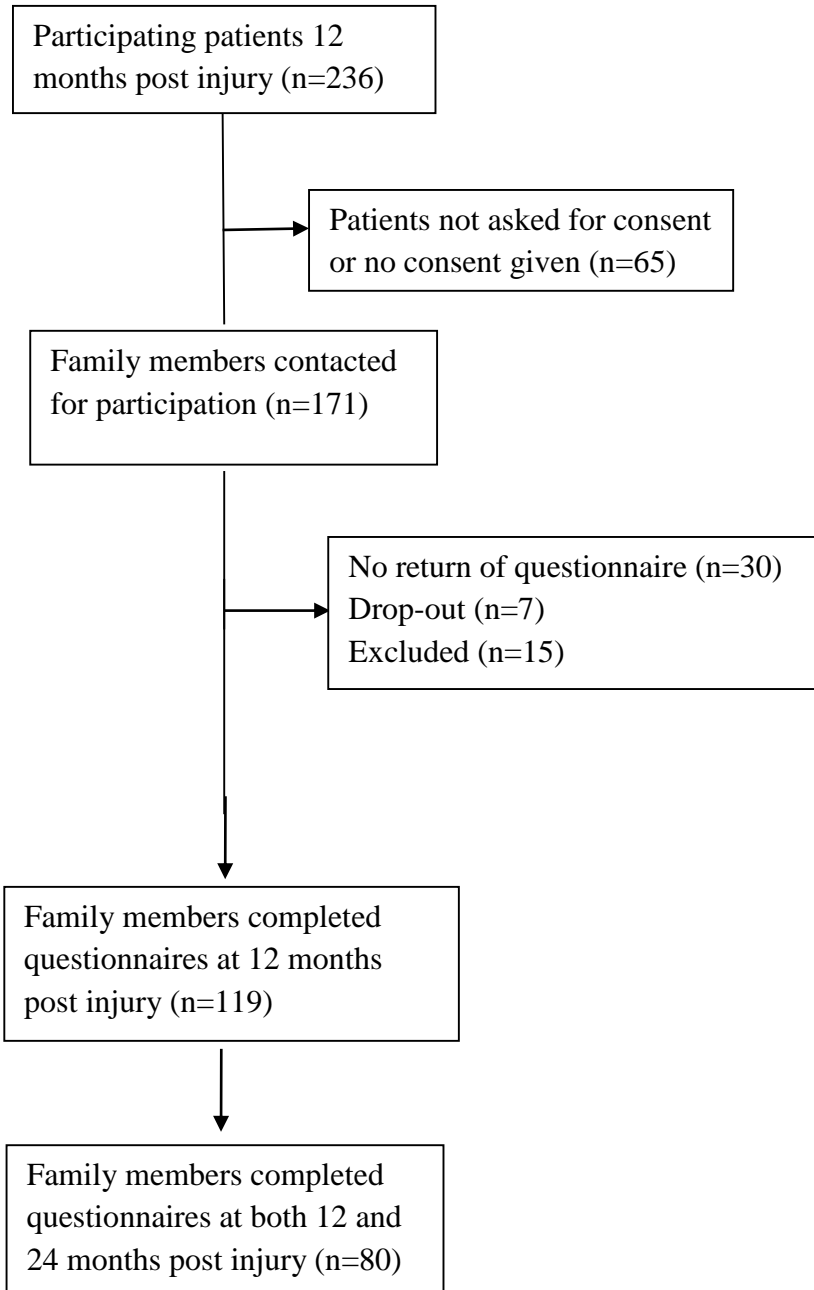 Participating patients 12
months post injury (n=236)
Patients not asked for consent
or no consent given (n=65)
Family members contacted
for participation (n=171)
No return of questionnaire (n=30)
Drop-out (n=7)
Excluded (n=15)
Family members completed
questionnaires at 12 months
post injury (n=119)
Family members completed
questionnaires at both 12 and
24 months post injury (n=80)